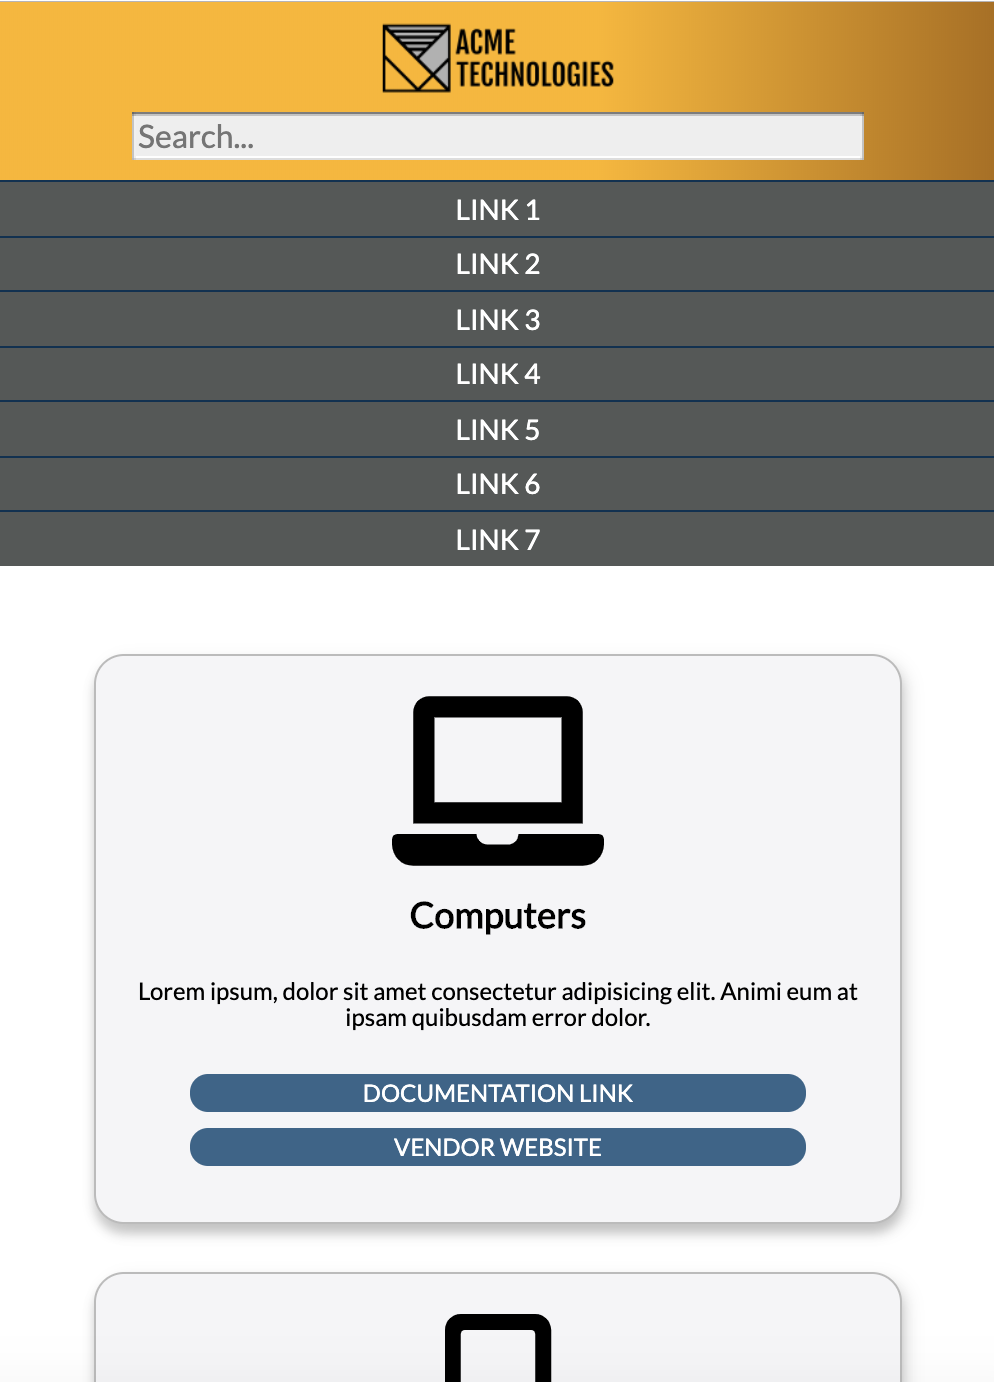 ACME
TECHNOLOGIES
Search...
LINK 1
LINK 2
LINK 3
LINK 4
LINK 5
LINK 6
LINK 7
Computers
Lorem ipsum, dolor sit amet consectetur adipisicing elit. Animi eum at
ipsam quibusdam error dolor.
DOCUMENTATION LINK
VENDOR WEBSITE